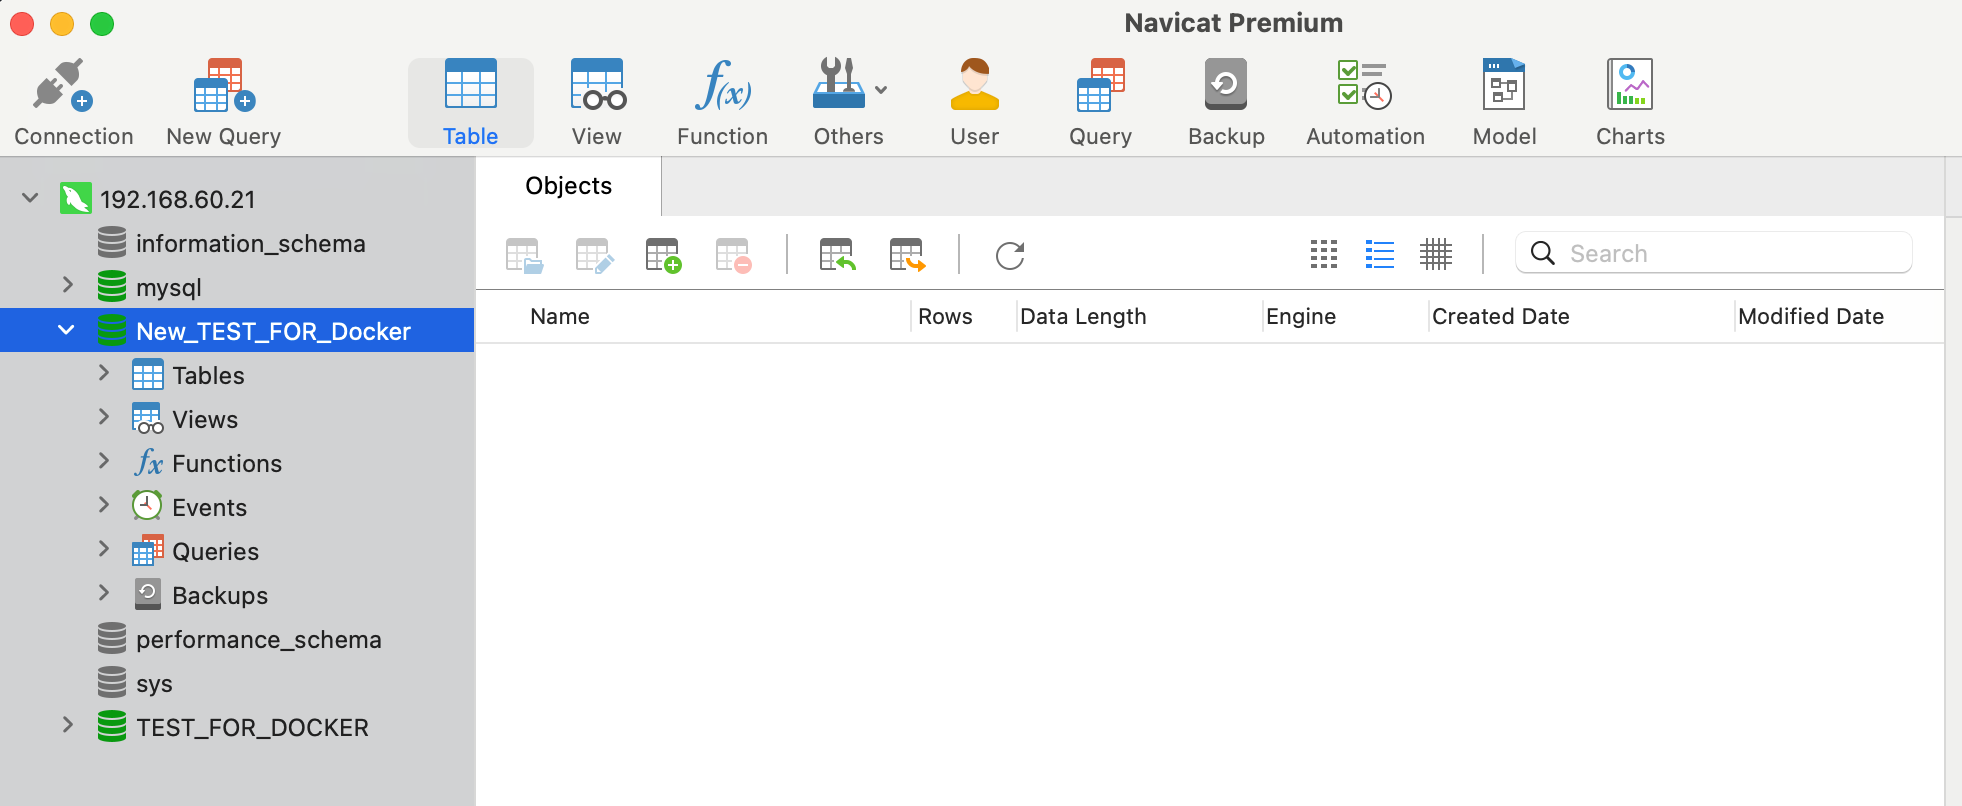 Navicat Premium
Connection New Query Table View Function Others User Query Backup Automation Model Charts
192.168.60.21
information_schema
mysql
New_TEST_FOR_Docker
Tables
Views
Functions
Events
Queries
Backups
performance_schema
sys
TEST_FOR_DOCKER
Objects
Search
Name Rows Data Length Engine Created Date Modified Date